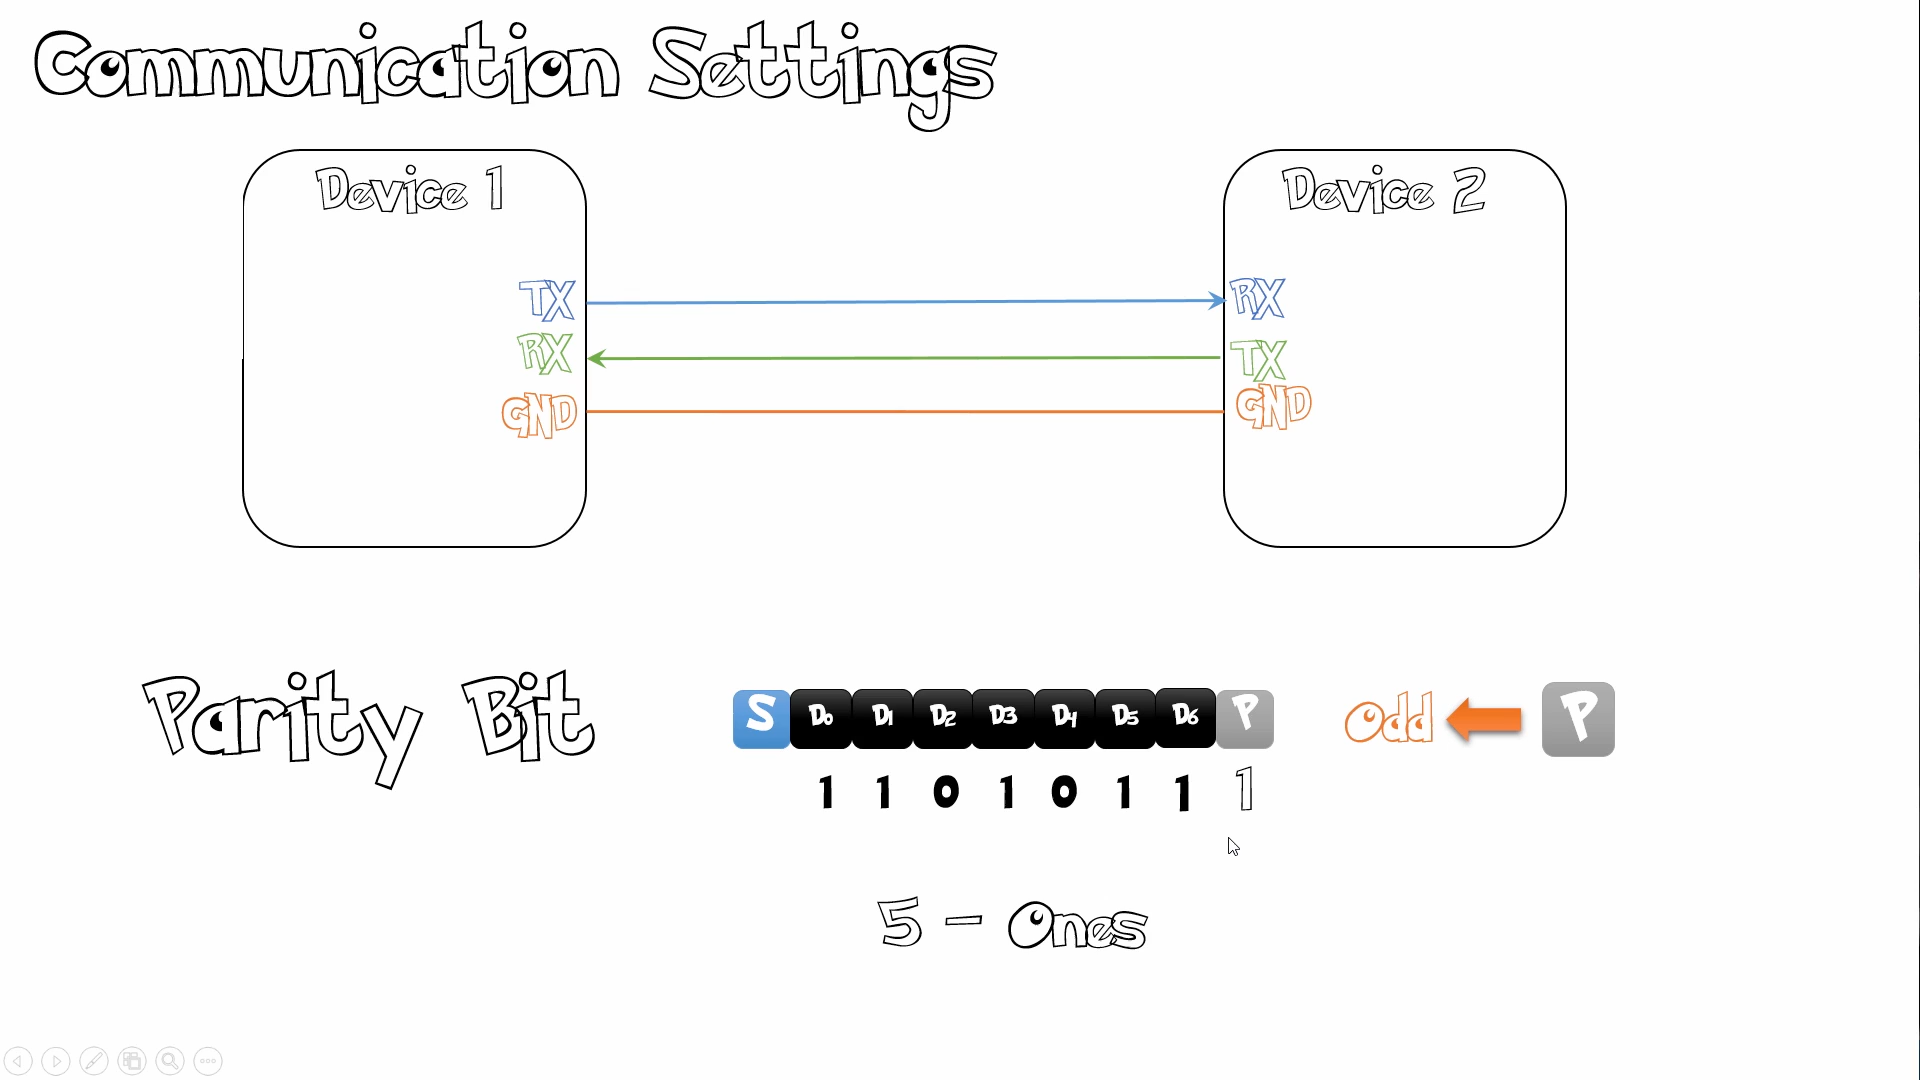 Communication Settings
Device 1
Device 2
TX
RX
RX
TX
GND
GND
Parity Bit
S D0 D1 D2 D3 D4 D5 D6 P
Odd
P
1 1 0 1 0 1 1 1
5 - Ones